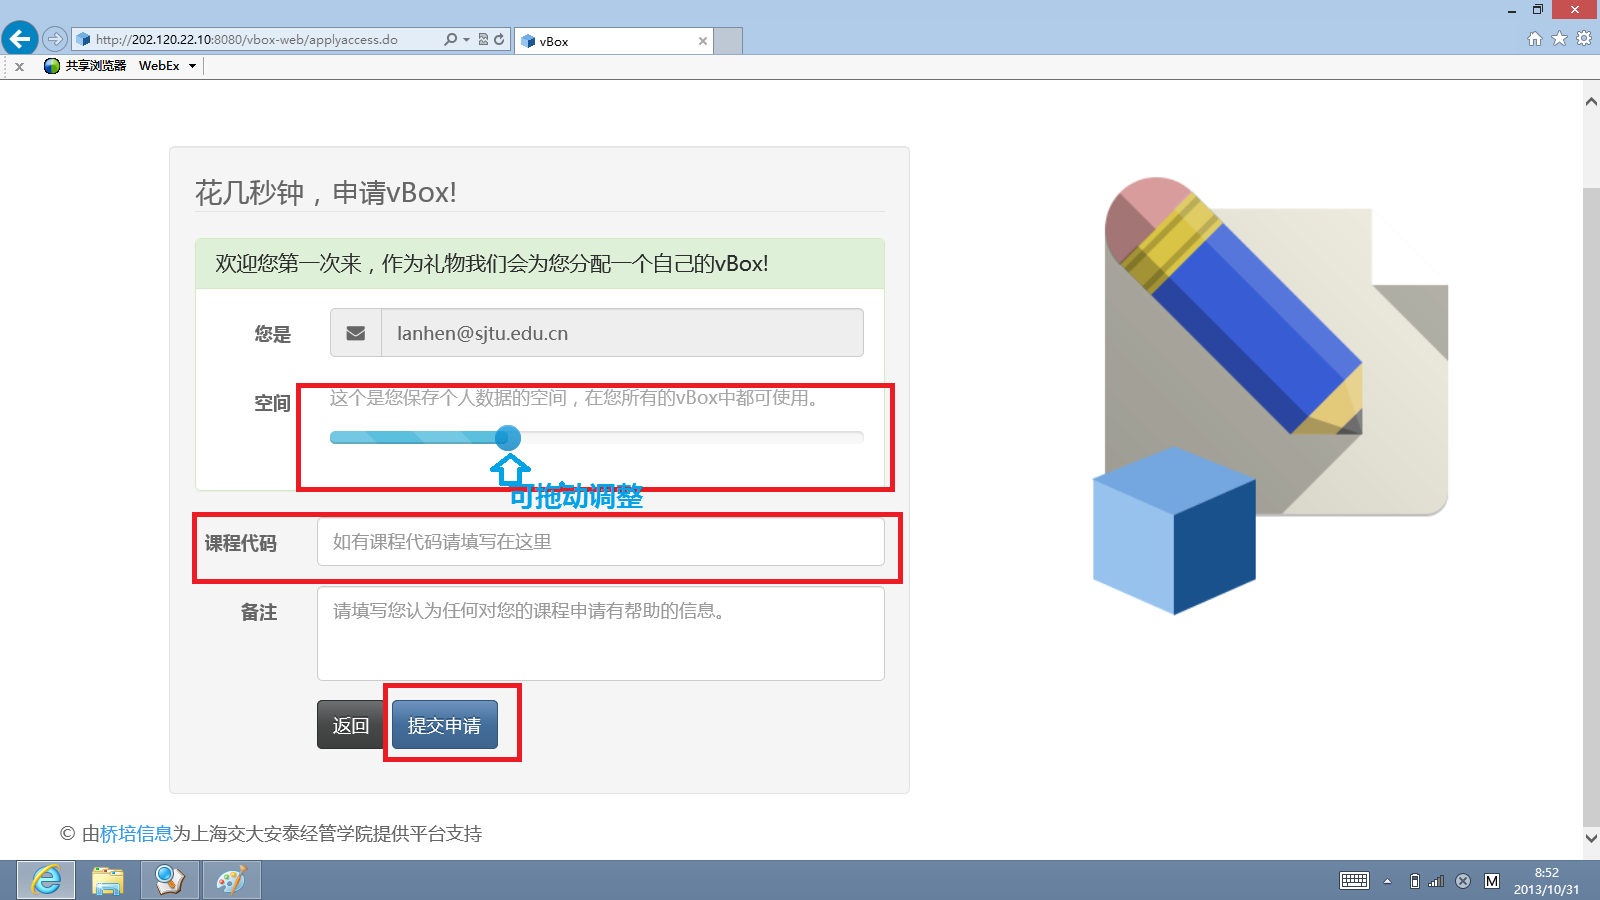 http://202.120.22.10:8080/vbox-web/applyaccess.do
vBox
共享浏览器 WebEx
花几秒钟，申请vBox!
欢迎您第一次来，作为礼物我们会为您分配一个自己的vBox!
您是
lanhen@sjtu.edu.cn
空间
这个是您保存个人数据的空间，在您所有的vBox中都可使用。
可拖动调整
课程代码
如有课程代码请填写在这里
备注
请填写您认为任何对您的课程申请有帮助的信息。
返回
提交申请
© 由桥培信息为上海交大安泰经管学院提供平台支持
M
8:52
2013/10/31